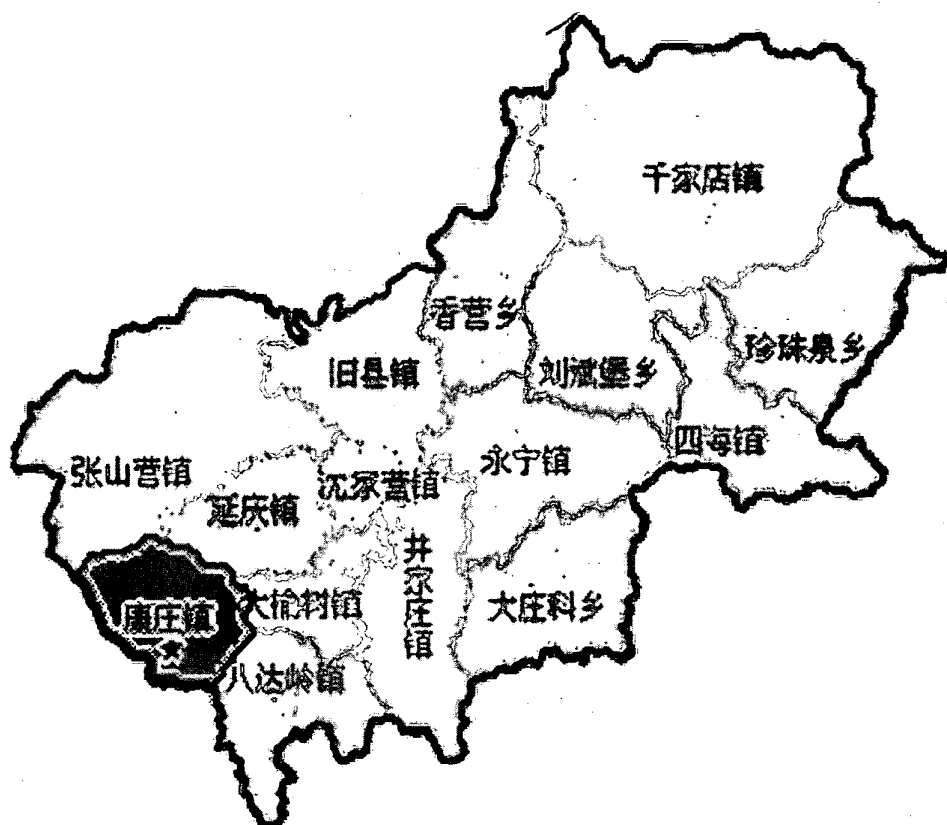 千家店镇
香营乡
珍珠泉乡
旧县镇
刘斌堡乡
四海镇
永宁镇
张山营镇
沈家营镇
延庆镇
井家庄镇
康庄镇
大榆树镇
大庄科乡
八达岭镇